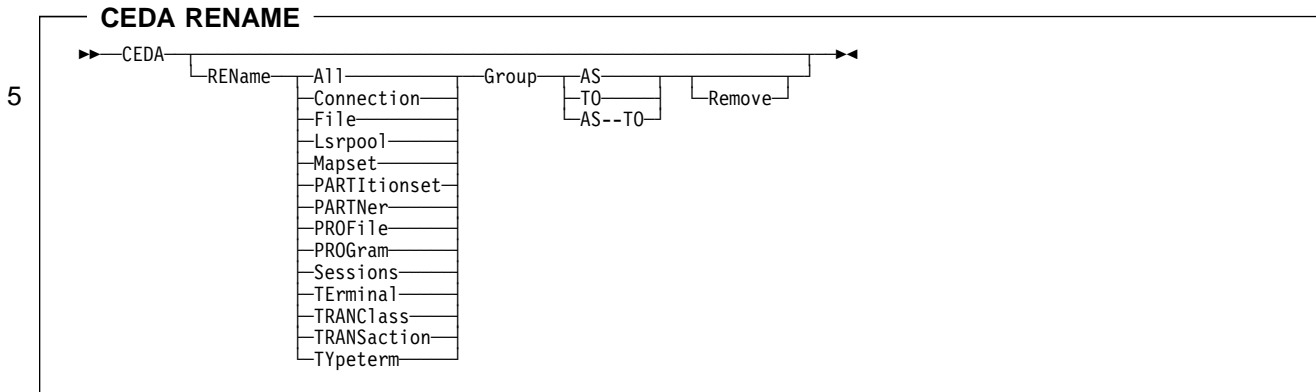 CEDA RENAME
CEDA
REName All Group AS
5
Connection TO Remove
File AS--TO
Lsrpool
Mapset
PARTItionset
PARTNer
PROFile
PROGram
Sessions
TErminal
TRANClass
TRANSaction
TYpeterm